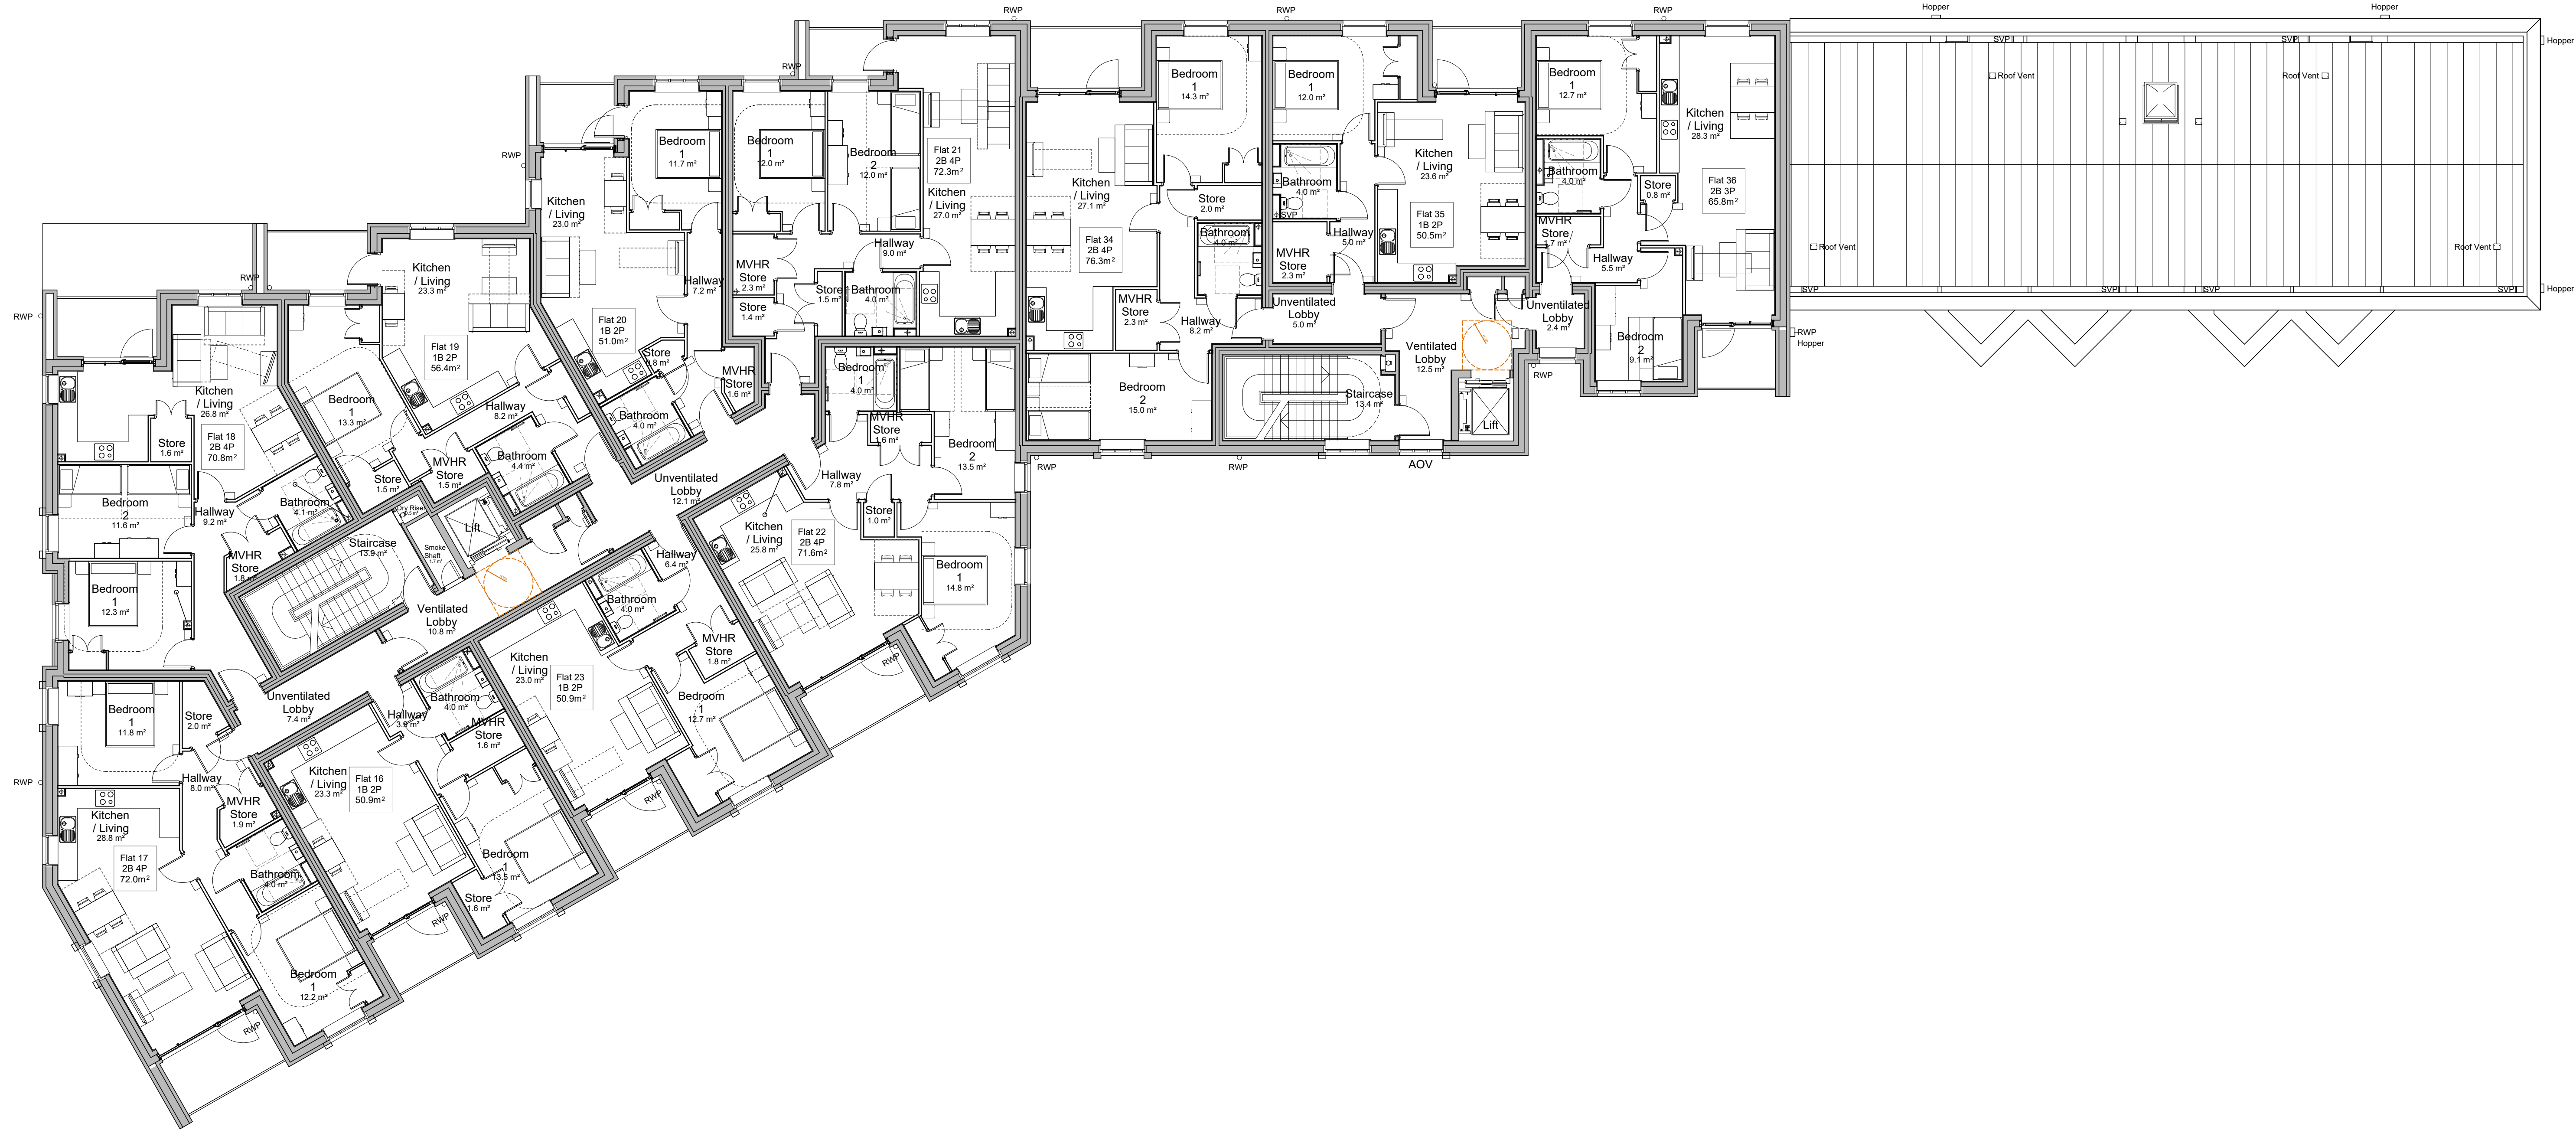 Hopper
Hopper
RWP
RWP
RWP
Hopper
SVP
SVP
Roof Vent
Roof Vent
Roof Vent
Roof Vent
SVP
SVP
SVP
SVP
Hopper
RWP
Hopper
RWP
RWP
RWP
RWP
RWP
RWP
Kitchen
/ Living
26.8 m²
Flat 18
2B 4P
70.8m²
Store
1.6 m²
Bedroom
2
11.6 m²
Hallway
9.2 m²
Bathroom
4.1 m²
MVHR
Store
1.8 m²
Bedroom
1
12.3 m²
Kitchen
/ Living
23.3 m²
Flat 19
1B 2P
56.4m²
Bedroom
1
13.3 m²
Hallway
8.2 m²
Store
1.5 m²
MVHR
Store
1.5 m²
Bathroom
4.4 m²
Kitchen
/ Living
23.0 m²
Bedroom
1
11.7 m²
Hallway
7.2 m²
Flat 20
1B 2P
51.0m²
Store
0.8 m²
MVHR
Store
1.6 m²
Bathroom
4.0 m²
Bedroom
1
12.0 m²
Bedroom
2
12.0 m²
Flat 21
2B 4P
72.3m²
Kitchen
/ Living
27.0 m²
Hallway
9.0 m²
MVHR
Store
2.3 m²
Store
1.4 m²
Store
1.5 m²
Bathroom
4.0 m²
Bedroom
1
4.0 m²
MVHR
Store
1.6 m²
Bedroom
2
13.5 m²
Hallway
7.8 m²
Store
1.0 m²
Kitchen
/ Living
25.8 m²
Flat 22
2B 4P
71.6m²
Bedroom
1
14.8 m²
RWP
Unventilated
Lobby
12.1 m²
Dry Riser
Lift
Smoke
Shaft
1.7 m²
Staircase
13.9 m²
Ventilated
Lobby
10.8 m²
Hallway
6.4 m²
Bathroom
4.0 m²
MVHR
Store
1.8 m²
Kitchen
/ Living
23.0 m²
Flat 23
1B 2P
50.9m²
Bedroom
1
12.7 m²
RWP
Unventilated
Lobby
7.4 m²
Hallway
3.9 m²
Bathroom
4.0 m²
MVHR
Store
1.6 m²
Kitchen
/ Living
23.3 m²
Flat 16
1B 2P
50.9m²
Bedroom
1
13.5 m²
Store
1.6 m²
RWP
RWP
Bedroom
1
11.8 m²
Store
2.0 m²
Hallway
8.0 m²
MVHR
Store
1.9 m²
Kitchen
/ Living
28.8 m²
Flat 17
2B 4P
72.0m²
Bathroom
4.0 m²
Bedroom
1
12.2 m²
RWP
Kitchen
/ Living
27.1 m²
Bedroom
1
14.3 m²
Store
2.0 m²
Flat 34
2B 4P
76.3m²
Bathroom
4.0 m²
MVHR
Store
2.3 m²
Hallway
8.2 m²
Bedroom
2
15.0 m²
Bedroom
1
12.0 m²
Bathroom
4.0 m²
SVP
Kitchen
/ Living
23.6 m²
Flat 35
1B 2P
50.5m²
Hallway
5.0 m²
MVHR
Store
2.3 m²
Unventilated
Lobby
5.0 m²
Ventilated
Lobby
12.5 m²
Staircase
13.4 m²
Lift
AOV
RWP
RWP
Unventilated
Lobby
2.4 m²
Bedroom
1
12.7 m²
Kitchen
/ Living
28.3 m²
Bathroom
4.0 m²
Store
0.8 m²
Flat 36
2B 3P
65.8m²
MVHR
Store
1.7 m²
Hallway
5.5 m²
Bedroom
2
9.1 m²
RWP